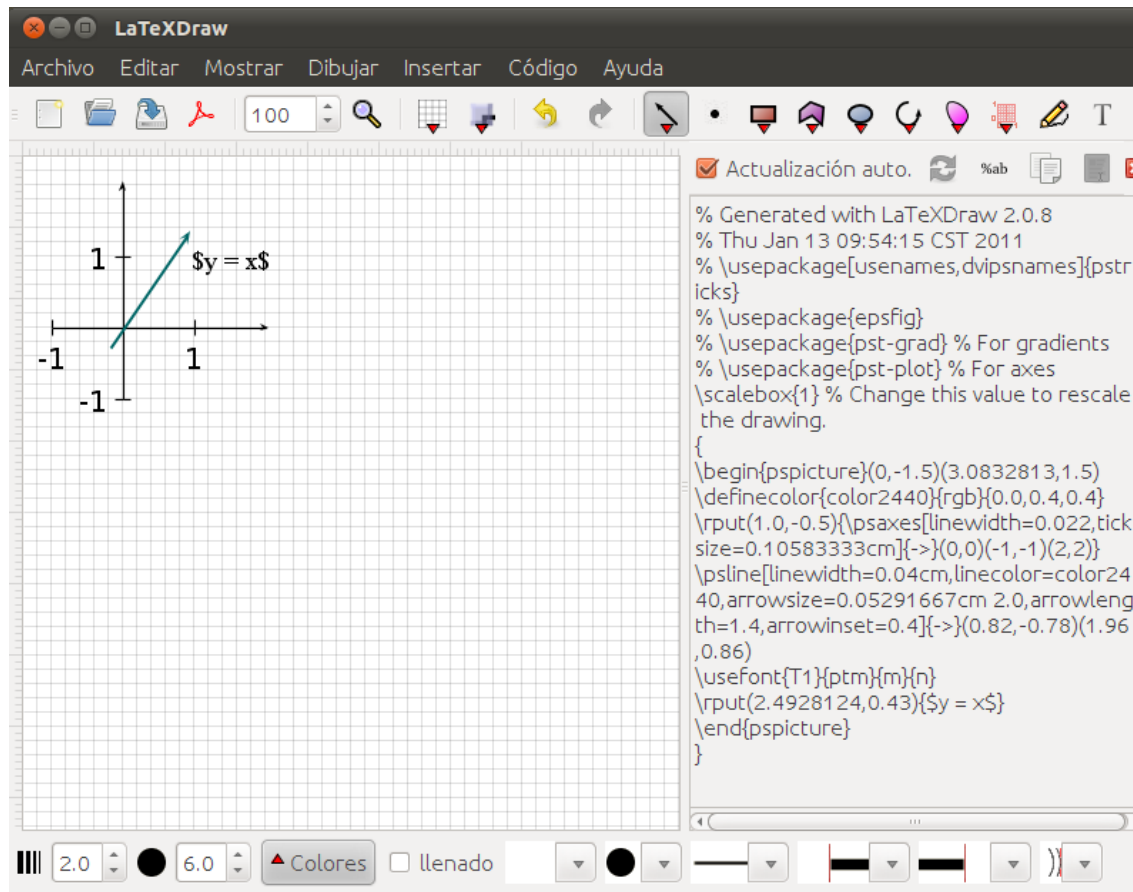 LaTeXDraw
Archivo Editar Mostrar Dibujar Insertar Código Ayuda
100
T
Actualización auto.
%ab
1
$y = x$
-1
1
-1
% Generated with LaTeXDraw 2.0.8
% Thu Jan 13 09:54:15 CST 2011
% \usepackage[usenames,dvipsnames]{pstr
icks}
% \usepackage{epsfig}
% \usepackage{pst-grad} % For gradients
% \usepackage{pst-plot} % For axes
\scalebox{1} % Change this value to rescale
the drawing.
{
\begin{pspicture}(0,-1.5)(3.0832813,1.5)
\definecolor{color2440}{rgb}{0.0,0.4,0.4}
\rput(1.0,-0.5){\psaxes[linewidth=0.022,tick
size=0.10583333cm]{->}(0,0)(-1,-1)(2,2)}
\psline[linewidth=0.04cm,linecolor=color24
40,arrowsize=0.05291667cm 2.0,arrowleng
th=1.4,arrowinset=0.4]{->}(0.82,-0.78)(1.96
,0.86)
\usefont{T1}{ptm}{m}{n}
\rput(2.4928124,0.43){$y = x$}
\end{pspicture}
}
2.0
6.0
Colores
llenado